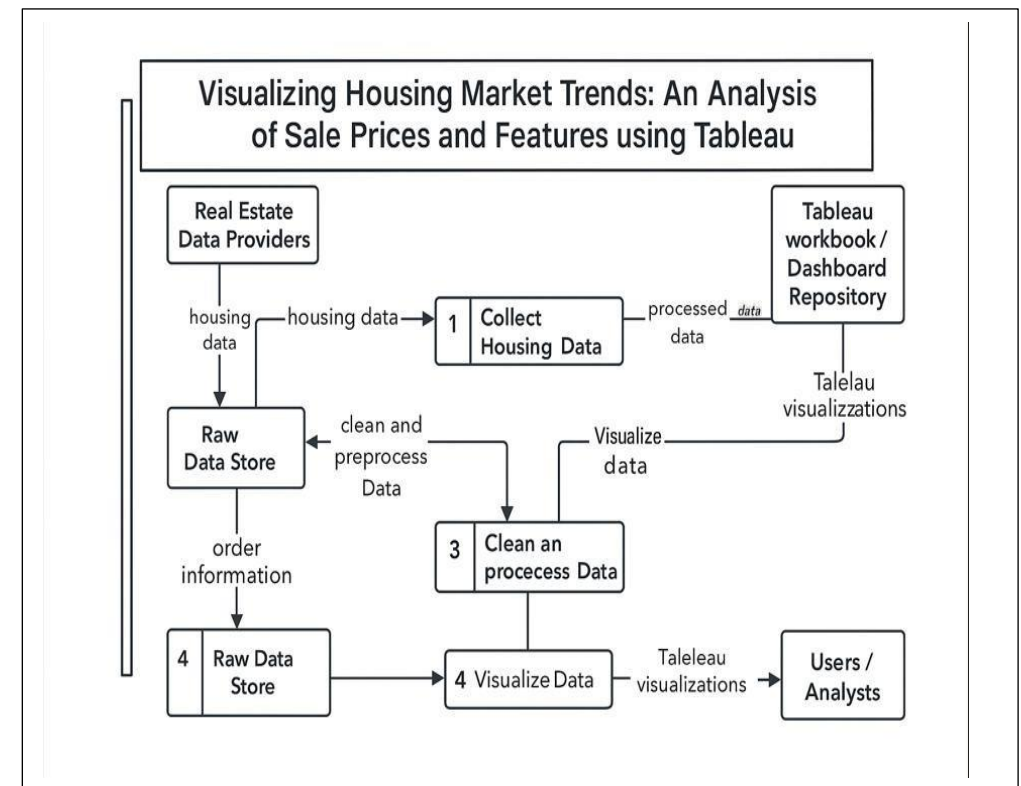 Visualizing Housing Market Trends: An Analysis
of Sale Prices and Features using Tableau
Real Estate
Data Providers
Tableau
workbook /
Dashboard
Repository
housing
data
housing data
1
Collect
Housing Data
processed
data
data
Talelau
visualizzations
Raw
Data Store
clean and
preprocess
Data
Visualize
data
order
information
3
Clean an
procecess Data
4
Raw Data
Store
4 Visualize Data
Taleleau
visualizations
Users /
Analysts